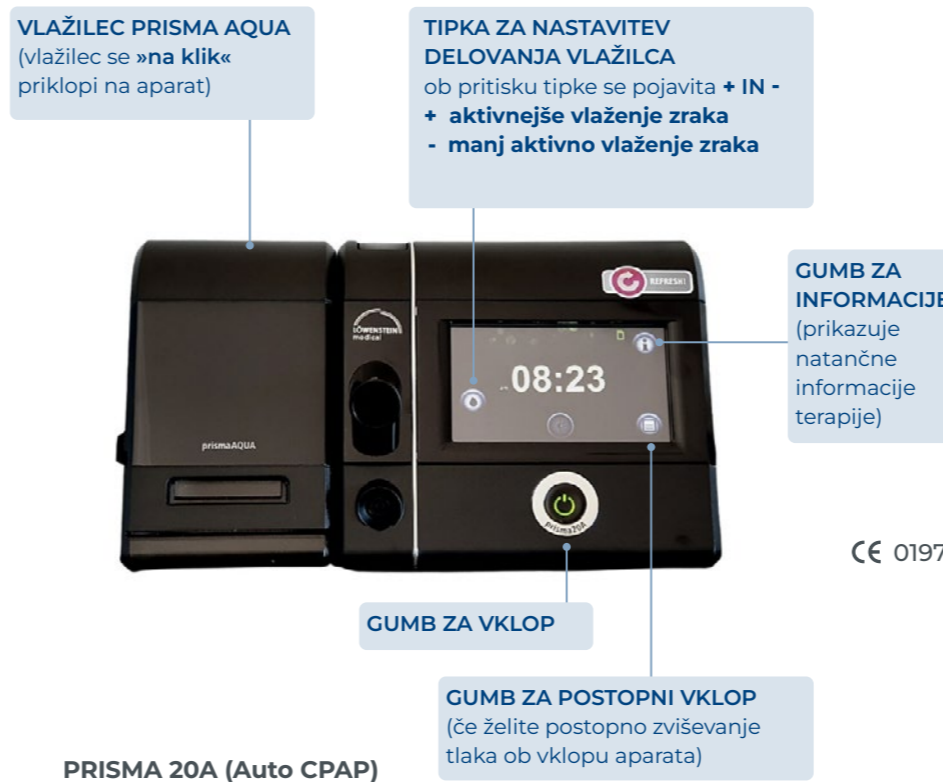 VLAŽILEC PRISMA AQUA
(vlažilec se »na klik«
priklopi na aparat)
TIPKA ZA NASTAVITEV
DELOVANJA VLAŽILCA
ob pritisku tipke se pojavita + IN -
+ aktivnejše vlaženje zraka
- manj aktivno vlaženje zraka
GUMB ZA
INFORMACIJE
(prikazuje
natančne
informacije
terapije)
REFRESH!
LÖWENSTEIN
medical
08:23
prismaAQUA
prisma20A
CE 0197
GUMB ZA VKLOP
GUMB ZA POSTOPNI VKLOP
(če želite postopno zviševanje
tlaka ob vklopu aparata)
PRISMA 20A (Auto CPAP)